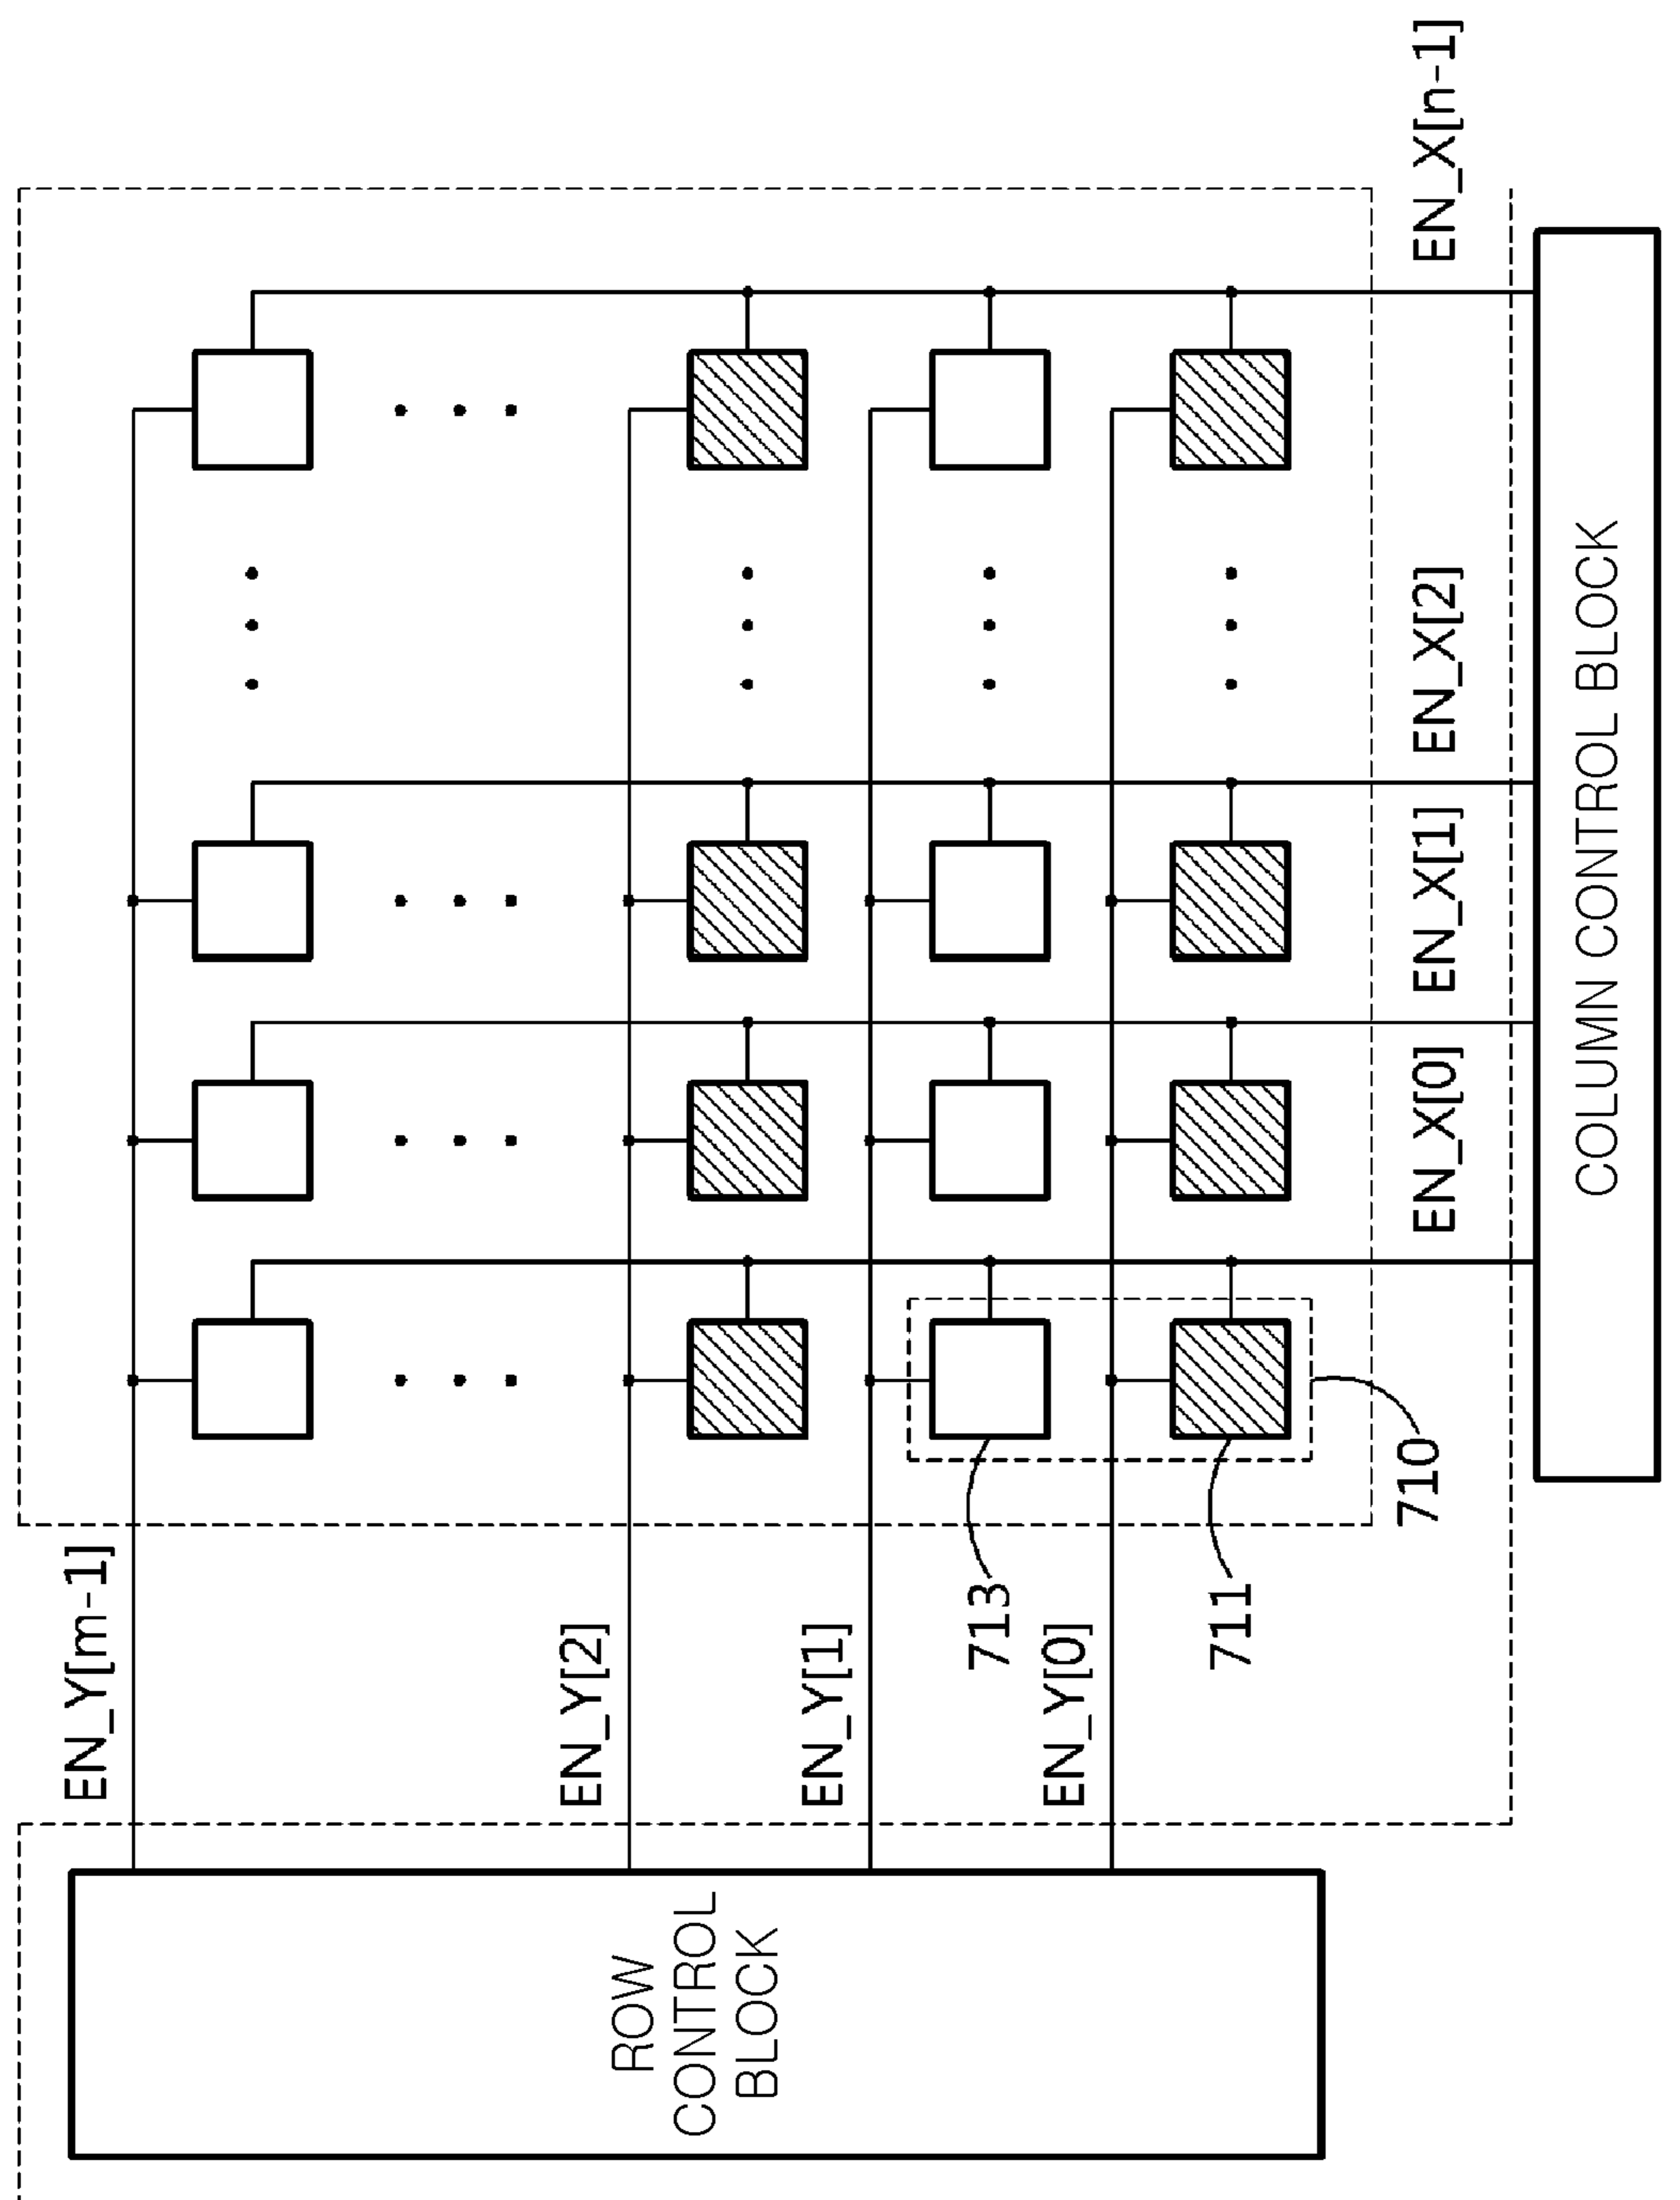 EN_Y[m-1]
EN_Y[2]
EN_Y[1]
EN_Y[0]
ROW
CONTROL
BLOCK
713
711
710
EN_X[0]
EN_X[1]
EN_X[2]
EN_X[n-1]
COLUMN CONTROL BLOCK